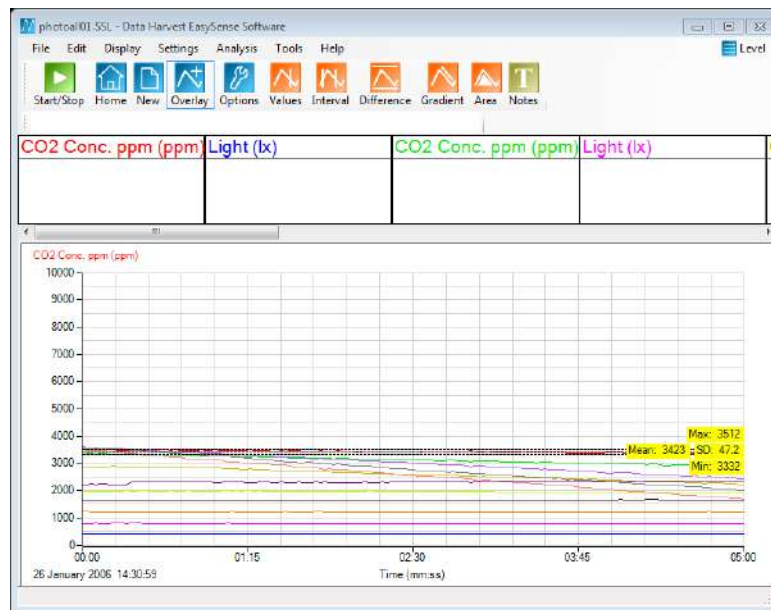 photoall01.SSL - Data Harvest EasySense Software
File Edit Display Settings Analysis Tools Help
Level
Start/Stop Home New Overlay Options Values Interval Difference Gradient Area Notes
T
CO2 Conc. ppm (ppm) Light (lx) CO2 Conc. ppm (ppm) Light (lx)
CO2 Conc. ppm (ppm)
10000
9000
8000
7000
6000
5000
4000
Max: 3512
Mean: 3423 SD: 47.2
3000
Min: 3332
2000
1000
0
00:00 01:15 02:30 03:45 05:00
26 January 2006 14:30:59 Time (mm:ss)